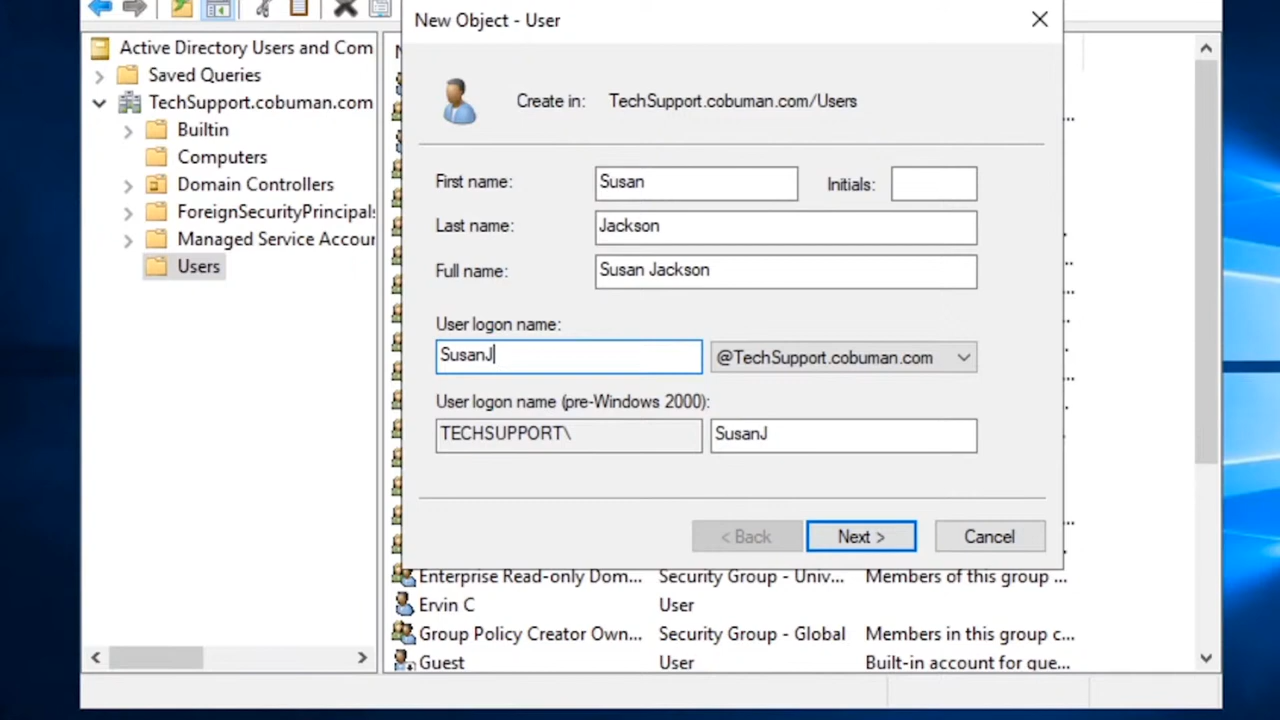 New Object - User
Active Directory Users and Com
Saved Queries
TechSupport.cobuman.com
Builtin
Computers
Domain Controllers
ForeignSecurityPrincipals
Managed Service Accou
Users
Create in: TechSupport.cobuman.com/Users
First name: Susan Initials:
Last name: Jackson
Full name: Susan Jackson
User logon name:
SusanJ @TechSupport.cobuman.com
User logon name (pre-Windows 2000):
TECHSUPPORT\ SusanJ
< Back Next > Cancel
Enterprise Read-only Dom... Security Group - Univ... Members of this group ...
Ervin C User
Group Policy Creator Own... Security Group - Global Members in this group c...
Guest User Built-in account for gue...